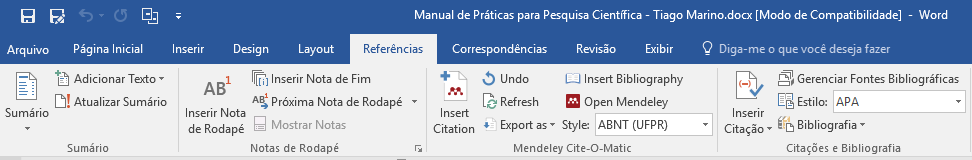 Manual de Práticas para Pesquisa Científica - Tiago Marino.docx [Modo de Compatibilidade] - Word
Arquivo Página Inicial Inserir Design Layout Referências Correspondências Revisão Exibir Diga-me o que você deseja fazer
Sumário
Adicionar Texto
Atualizar Sumário
Sumário
AB1
Inserir Nota
de Rodapé
Inserir Nota de Fim
AB1 Próxima Nota de Rodapé
Mostrar Notas
Notas de Rodapé
Insert
Citation
Undo
Refresh
Export as
Insert Bibliography
Open Mendeley
Style: ABNT (UFPR)
Mendeley Cite-O-Matic
Inserir
Citação
Gerenciar Fontes Bibliográficas
Estilo: APA
Bibliografia
Citações e Bibliografia